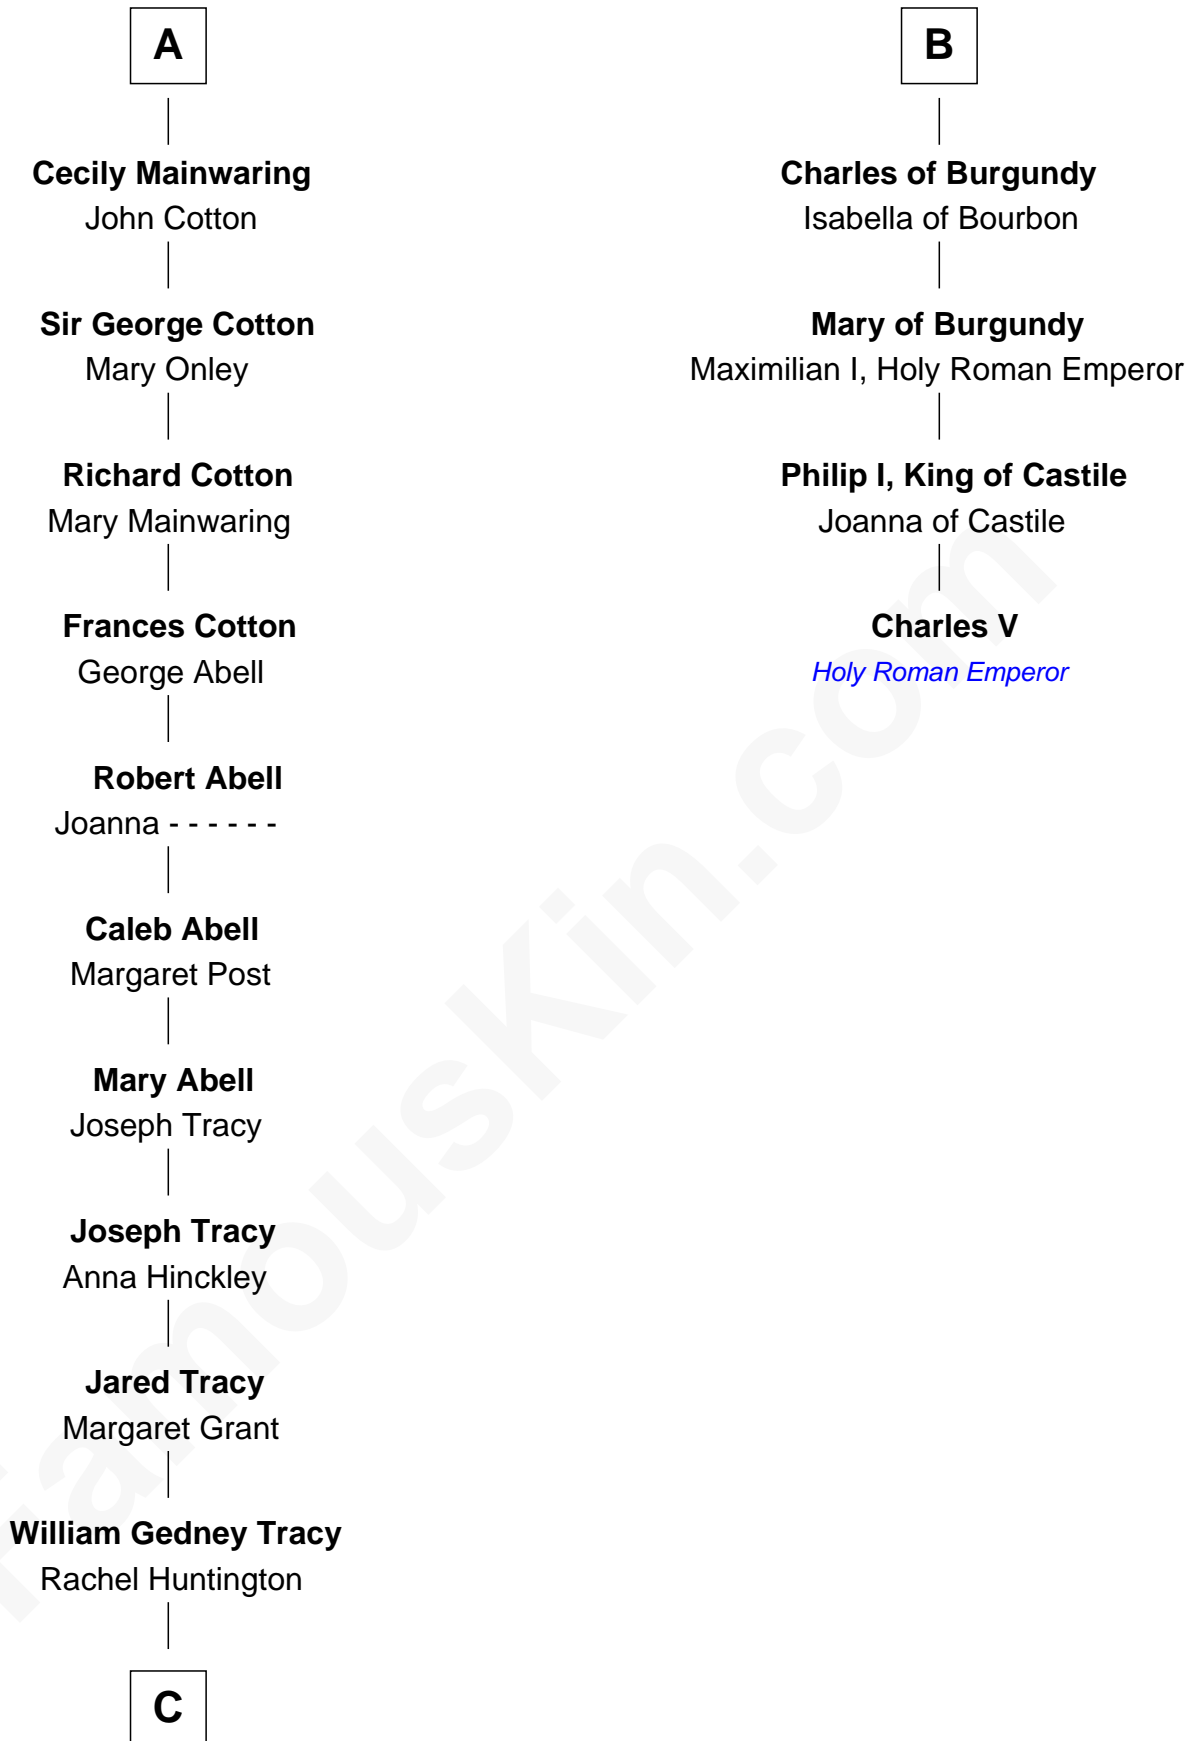 A
Cecily Mainwaring
John Cotton
Sir George Cotton
Mary Onley
Richard Cotton
Mary Mainwaring
Frances Cotton
George Abell
Robert Abell
Joanna - - - - - -
Caleb Abell
Margaret Post
Mary Abell
Joseph Tracy
Joseph Tracy
Anna Hinckley
Jared Tracy
Margaret Grant
William Gedney Tracy
Rachel Huntington
C
B
Charles of Burgundy
Isabella of Bourbon
Mary of Burgundy
Maximilian I, Holy Roman Emperor
Philip I, King of Castile
Joanna of Castile
Charles V
Holy Roman Emperor
FamousKin.com